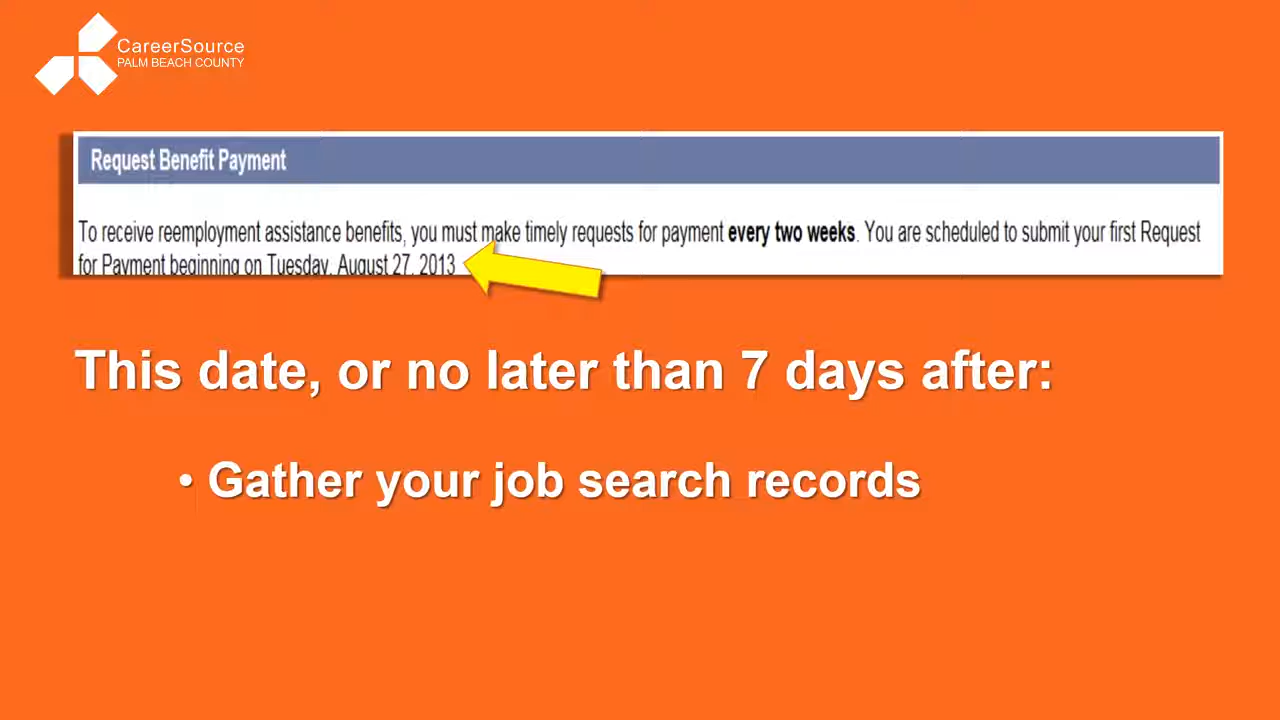 CareerSource
PALM BEACH COUNTY
Request Benefit Payment
To receive reemployment assistance benefits, you must make timely requests for payment every two weeks. You are scheduled to submit your first Request
for Payment beginning on Tuesday, August 27, 2013
This date, or no later than 7 days after:
• Gather your job search records